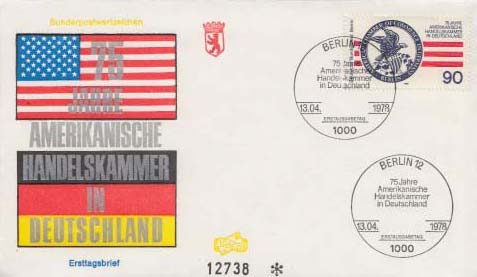 Sonderpostwertzeichen
75
JAHRE
AMERIKANISCHE
HANDELSKAMMER
IN
DEUTSCHLAND
Ersttagsbrief
75 JAHRE
AMERIKANISCHE
HANDELSKAMMER
IN DEUTSCHLAND
90
BERLIN 12
75 Jahre
Amerikanische
Handelskammer
in Deutschland
13.04. 1978
ERSTAUSGABETAG
1000
BERLIN 12
75 Jahre
Amerikanische
Handelskammer
in Deutschland
13.04. 1978
ERSTAUSGABETAG
1000
12738 *